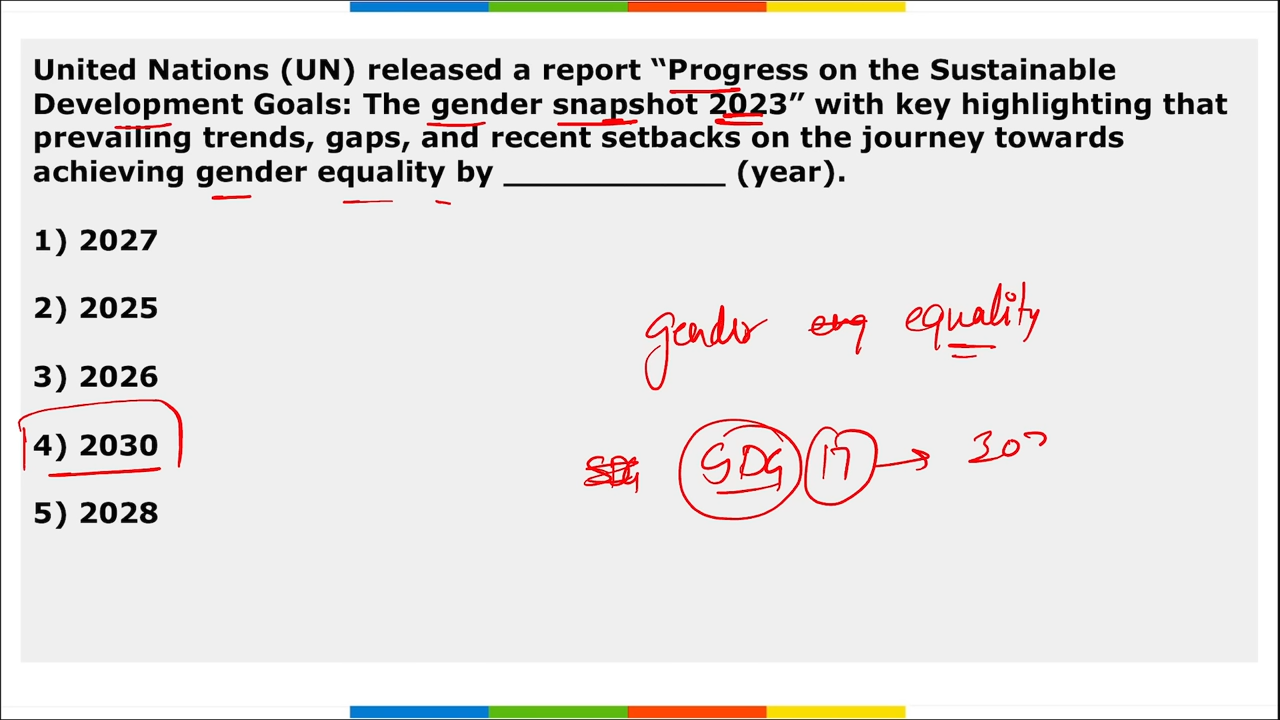 United Nations (UN) released a report “Progress on the Sustainable
Development Goals: The gender snapshot 2023” with key highlighting that
prevailing trends, gaps, and recent setbacks on the journey towards
achieving gender equality by _____________ (year).
1) 2027
2) 2025
3) 2026
4) 2030
5) 2028
gender equality
SDG 17 →